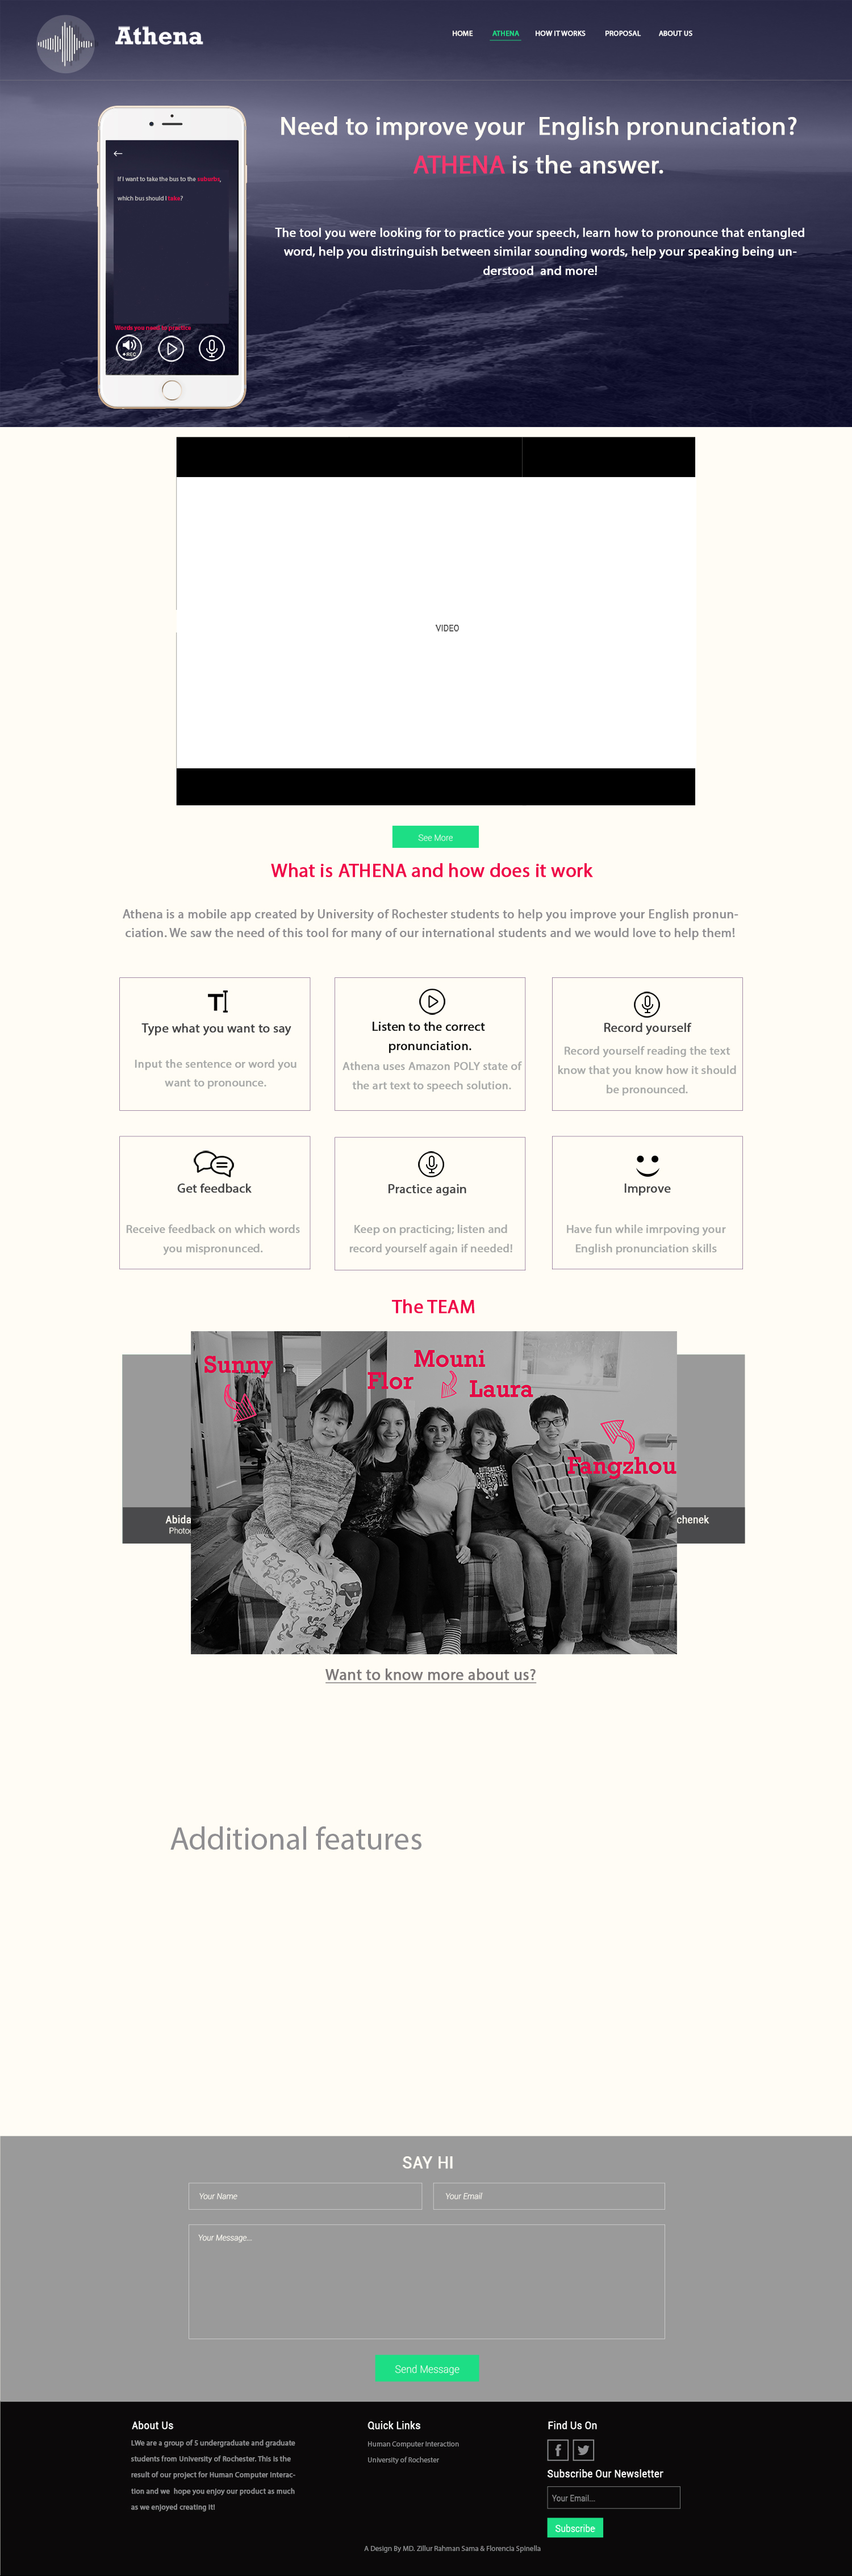 Athena
HOME ATHENA HOW IT WORKS PROPOSAL ABOUT US
Need to improve your English pronunciation?
ATHENA is the answer.
The tool you were looking for to practice your speech, learn how to pronounce that entangled
word, help you distringuish between similar sounding words, help your speaking being un-
derstood and more!
If I want to take the bus to the suburbs,
which bus should I take?
Words you need to practice
REC
VIDEO
See More
What is ATHENA and how does it work
Athena is a mobile app created by University of Rochester students to help you improve your English pronun-
ciation. We saw the need of this tool for many of our international students and we would love to help them!
T
Type what you want to say
Input the sentence or word you
want to pronounce.
Listen to the correct
pronunciation.
Athena uses Amazon POLY state of
the art text to speech solution.
Record yourself
Record yourself reading the text
know that you know how it should
be pronounced.
Get feedback
Receive feedback on which words
you mispronunced.
Practice again
Keep on practicing; listen and
record yourself again if needed!
Improve
Have fun while imrpoving your
English pronunciation skills
The TEAM
Sunny
Flor
Mouni
Laura
Fangzhou
Abida
Photog
chenek
Want to know more about us?
Additional features
SAY HI
Your Name
Your Email
Your Message...
Send Message
About Us
LWe are a group of 5 undergraduate and graduate
students from University of Rochester. This is the
result of our project for Human Computer Interac-
tion and we hope you enjoy our product as much
as we enjoyed creating it!
Quick Links
Human Computer Interaction
University of Rochester
Find Us On
f
Subscribe Our Newsletter
Your Email...
Subscribe
A Design By MD. Zillur Rahman Sama & Florencia Spinella